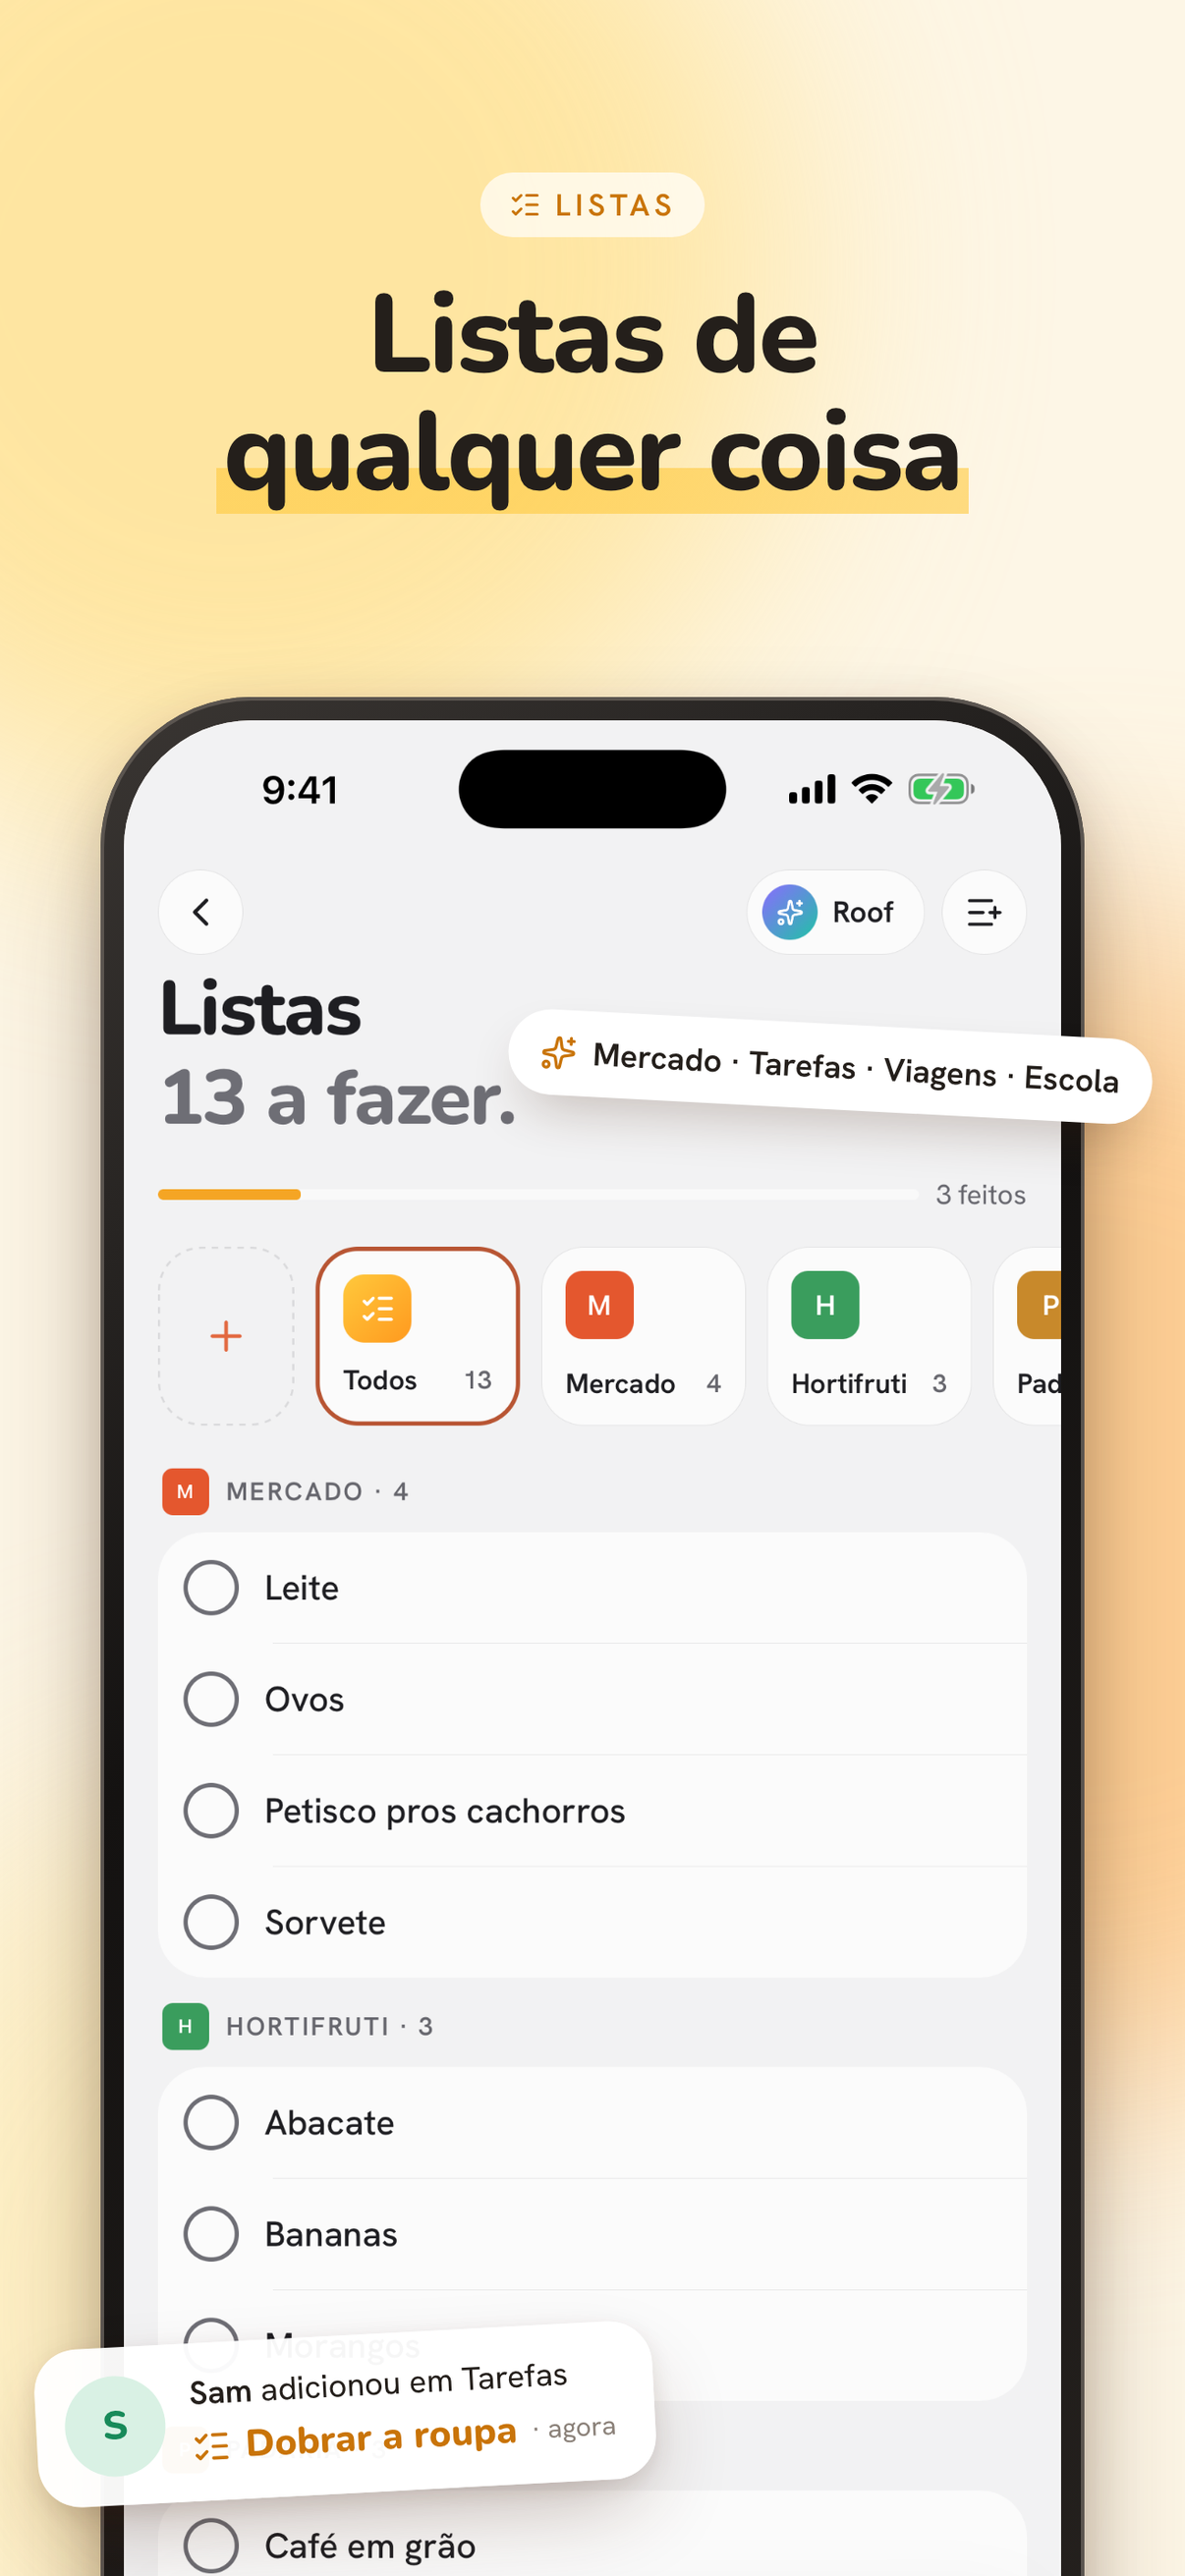 LISTAS
Listas de
qualquer coisa
9:41
Roof
Listas
Mercado · Tarefas · Viagens · Escola
13 a fazer.
3 feitos
M
H
P
Todos 13
Mercado 4
Hortifruti 3
Pad
M MERCADO · 4
Leite
Ovos
Petisco pros cachorros
Sorvete
H HORTIFRUTI · 3
Abacate
Bananas
Morangos
S
Sam adicionou em Tarefas
Dobrar a roupa · agora
Café em grão